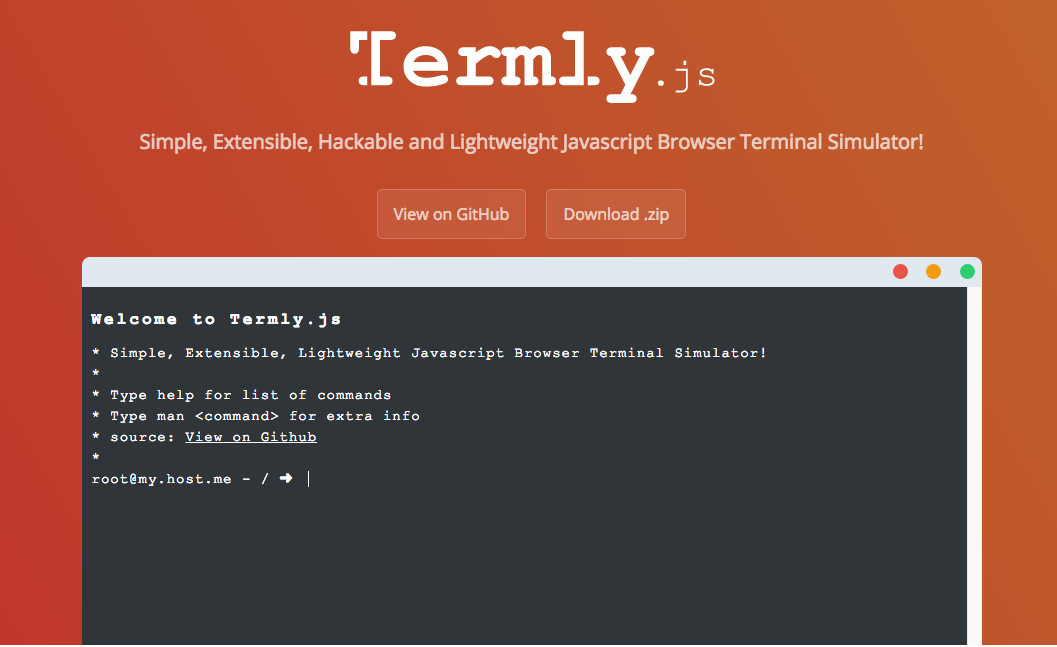 Termly.js
Simple, Extensible, Hackable and Lightweight Javascript Browser Terminal Simulator!
View on GitHub
Download .zip
Welcome to Termly.js
* Simple, Extensible, Lightweight Javascript Browser Terminal Simulator!
*
* Type help for list of commands
* Type man <command> for extra info
* source: View on Github
*
root@my.host.me - / ➜